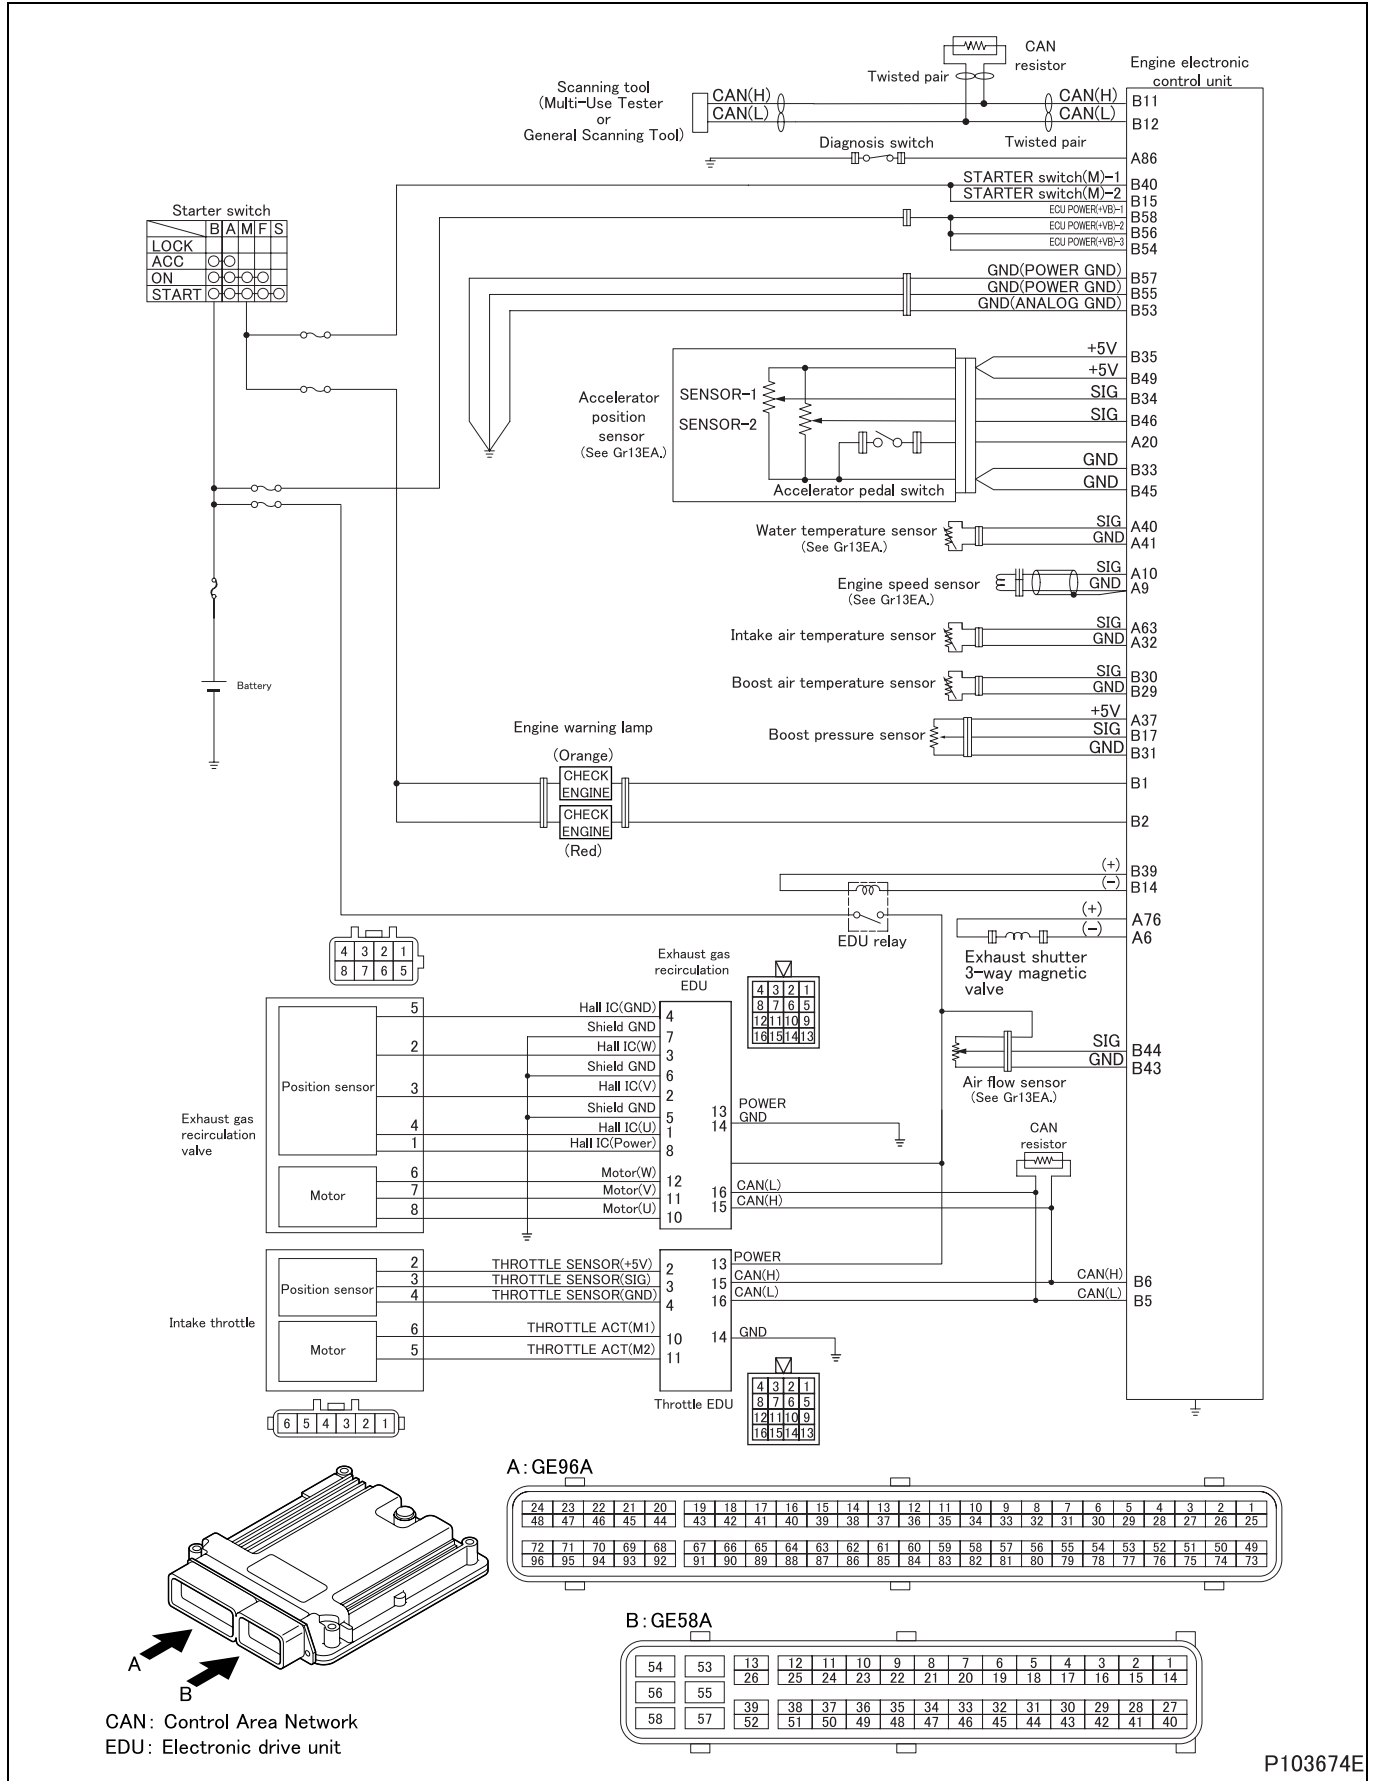 CAN
resistor
Engine electronic
control unit
Twisted pair
Scanning tool
(Multi-Use Tester
or
General Scanning Tool)
CAN(H)
CAN(L)
CAN(H)
CAN(L)
B11
B12
Twisted pair
Diagnosis switch
A86
STARTER switch(M)-1
B40
STARTER switch(M)-2
B15
ECU POWER(+VB)-1
B58
ECU POWER(+VB)-2
B56
ECU POWER(+VB)-3
B54
Starter switch
B A M F S
LOCK
ACC
ON
START
GND(POWER GND)
B57
GND(POWER GND)
B55
GND(ANALOG GND)
B53
Accelerator
position
sensor
(See Gr13EA.)
SENSOR-1
SENSOR-2
Accelerator pedal switch
+5V
B35
+5V
B49
SIG
B34
SIG
B46
A20
GND
B33
GND
B45
Water temperature sensor
(See Gr13EA.)
SIG
A40
GND
A41
Engine speed sensor
(See Gr13EA.)
SIG
A10
GND
A9
Intake air temperature sensor
SIG
A63
GND
A32
Boost air temperature sensor
SIG
B30
GND
B29
Battery
Boost pressure sensor
+5V
A37
SIG
B17
GND
B31
Engine warning lamp
(Orange)
CHECK
ENGINE
B1
CHECK
ENGINE
(Red)
B2
(+)
B39
(-)
B14
EDU relay
(+)
A76
(-)
A6
Exhaust shutter
3-way magnetic
valve
4 3 2 1
8 7 6 5
Exhaust gas
recirculation
EDU
4 3 2 1
8 7 6 5
12 11 10 9
16 15 14 13
Exhaust gas
recirculation
valve
Position sensor
Motor
5 Hall IC(GND) 4
Shield GND 7
2 Hall IC(W) 3
Shield GND 6
3 Hall IC(V) 2
Shield GND 5
4 Hall IC(U) 1
1 Hall IC(Power) 8
6 Motor(W) 12
7 Motor(V) 11
8 Motor(U) 10
13 POWER
14 GND
16 CAN(L)
15 CAN(H)
SIG
B44
GND
B43
Air flow sensor
(See Gr13EA.)
CAN
resistor
Intake throttle
Position sensor
Motor
2 THROTTLE SENSOR(+5V) 2
3 THROTTLE SENSOR(SIG) 3
4 THROTTLE SENSOR(GND) 4
6 THROTTLE ACT(M1) 10
5 THROTTLE ACT(M2) 11
13 POWER
15 CAN(H)
16 CAN(L)
14 GND
CAN(H)
B6
CAN(L)
B5
Throttle EDU
4 3 2 1
8 7 6 5
12 11 10 9
16 15 14 13
6 5 4 3 2 1
A:GE96A
24 23 22 21 20 19 18 17 16 15 14 13 12 11 10 9 8 7 6 5 4 3 2 1
48 47 46 45 44 43 42 41 40 39 38 37 36 35 34 33 32 31 30 29 28 27 26 25
72 71 70 69 68 67 66 65 64 63 62 61 60 59 58 57 56 55 54 53 52 51 50 49
96 95 94 93 92 91 90 89 88 87 86 85 84 83 82 81 80 79 78 77 76 75 74 73
B:GE58A
54 53 13 12 11 10 9 8 7 6 5 4 3 2 1
26 25 24 23 22 21 20 19 18 17 16 15 14
56 55
58 57 39 38 37 36 35 34 33 32 31 30 29 28 27
52 51 50 49 48 47 46 45 44 43 42 41 40
A
B
CAN: Control Area Network
EDU: Electronic drive unit
P103674E